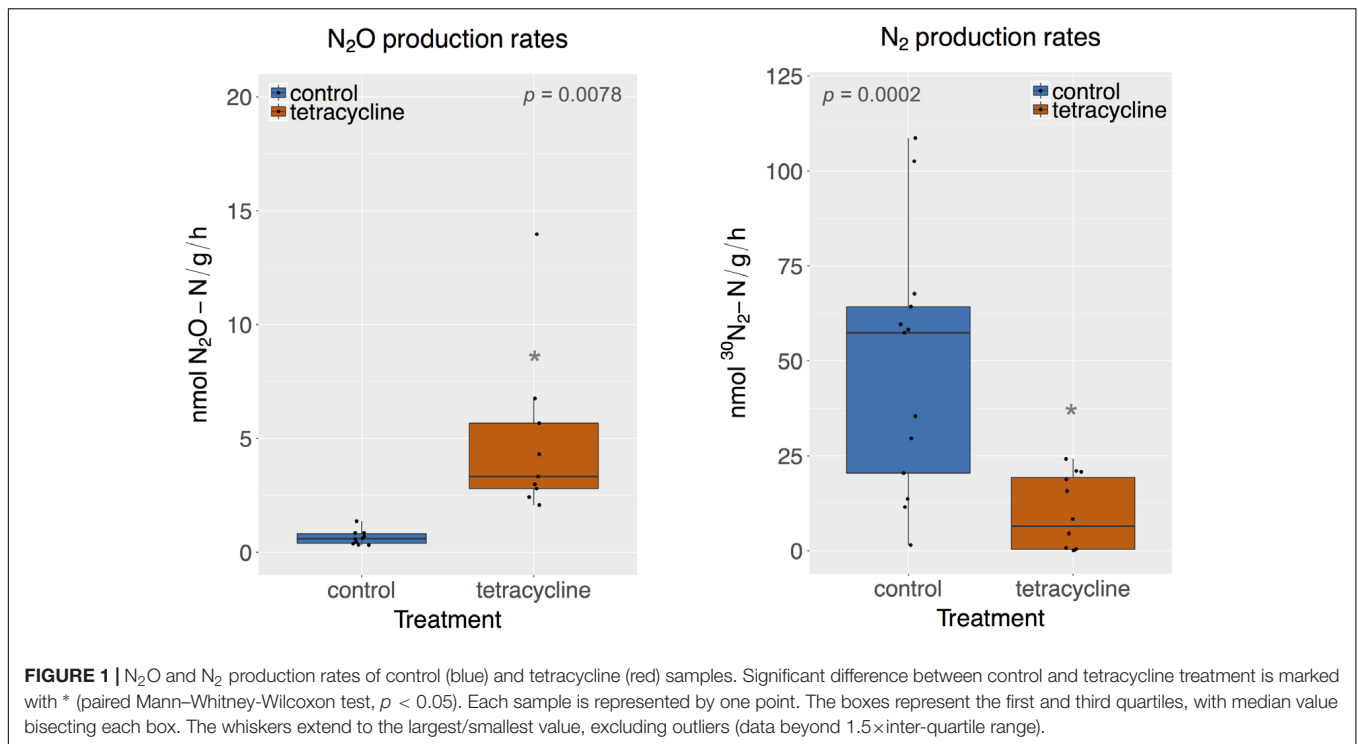 N₂O production rates
20
15
10
5
0
nmol N₂O – N / g / h
control
tetracycline
p = 0.0078
*
control
tetracycline
Treatment
N₂ production rates
125
100
75
50
25
0
nmol ³⁰N₂– N / g / h
p = 0.0002
control
tetracycline
*
control
tetracycline
Treatment
FIGURE 1 | N₂O and N₂ production rates of control (blue) and tetracycline (red) samples. Significant difference between control and tetracycline treatment is marked
with * (paired Mann–Whitney-Wilcoxon test, p < 0.05). Each sample is represented by one point. The boxes represent the first and third quartiles, with median value
bisecting each box. The whiskers extend to the largest/smallest value, excluding outliers (data beyond 1.5×inter-quartile range).